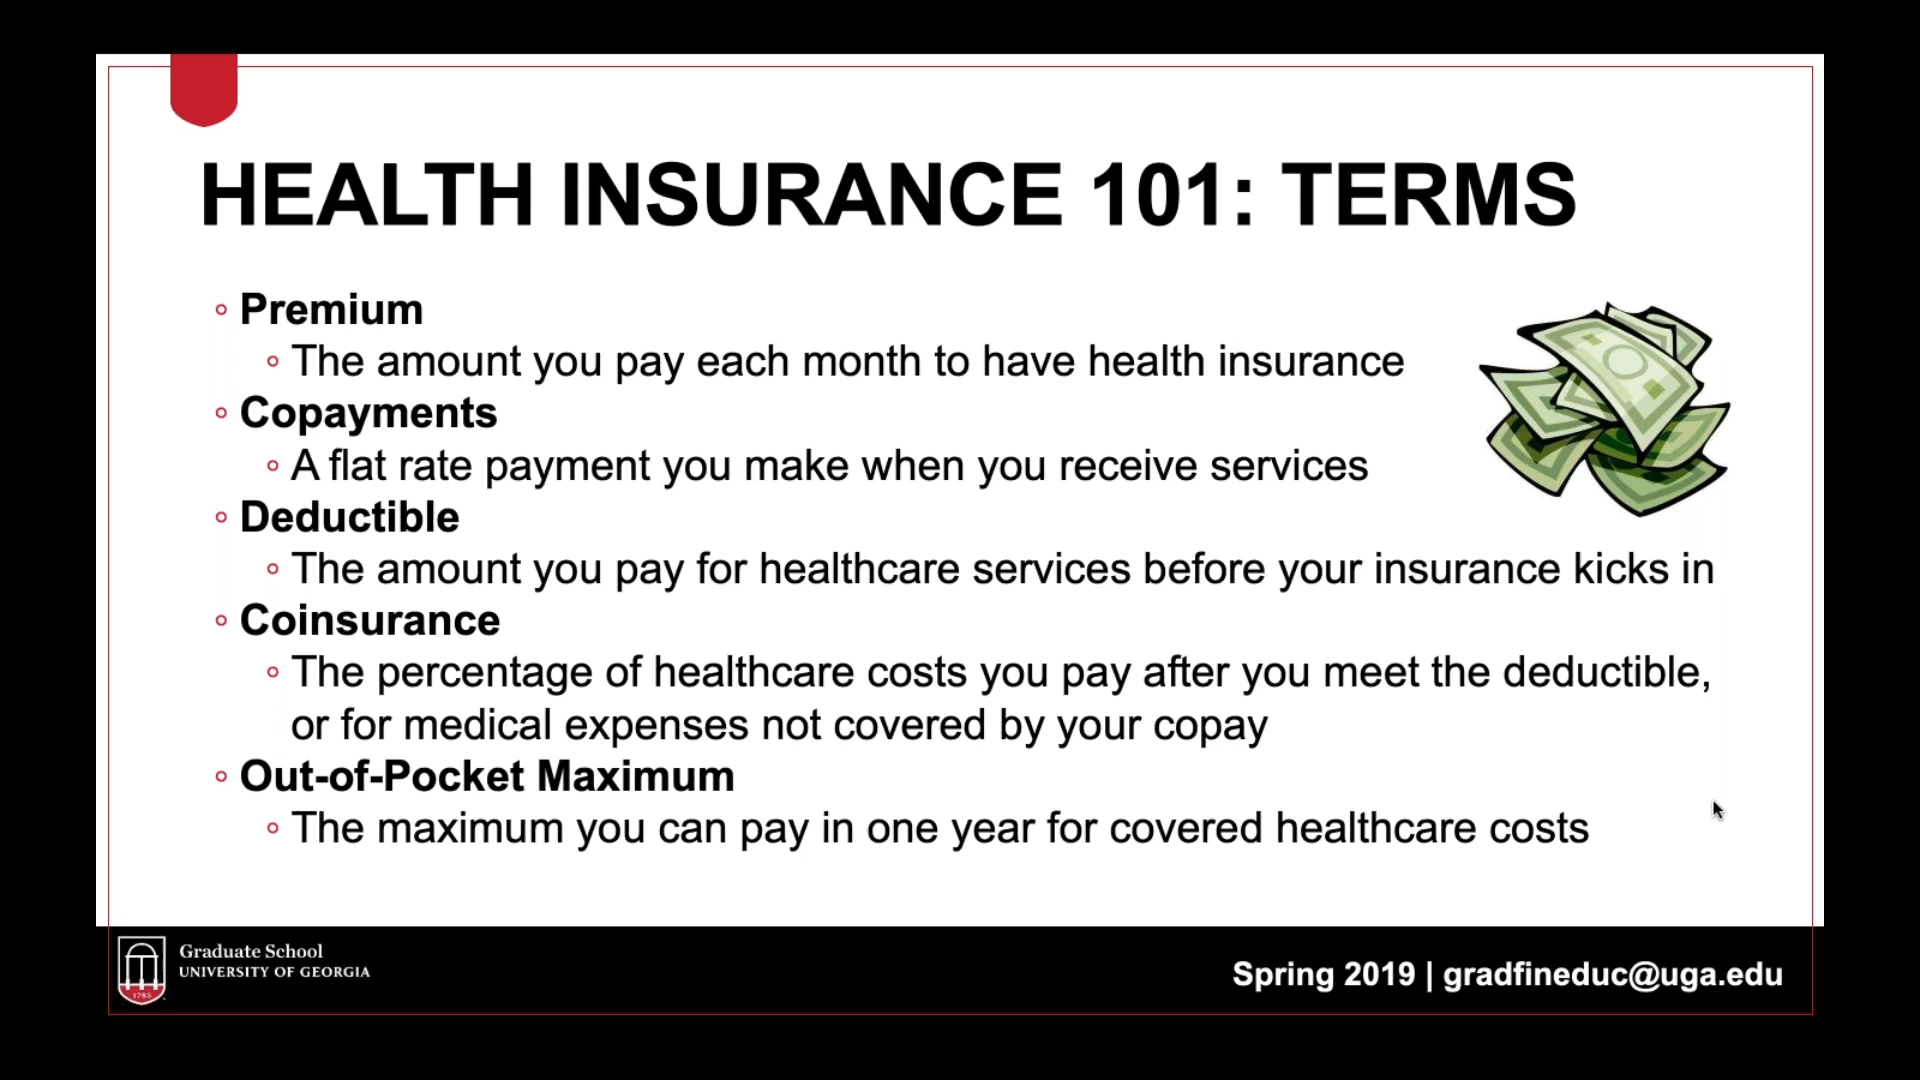 HEALTH INSURANCE 101: TERMS
◦ Premium
◦ The amount you pay each month to have health insurance
◦ Copayments
◦ A flat rate payment you make when you receive services
◦ Deductible
◦ The amount you pay for healthcare services before your insurance kicks in
◦ Coinsurance
◦ The percentage of healthcare costs you pay after you meet the deductible,
or for medical expenses not covered by your copay
◦ Out-of-Pocket Maximum
◦ The maximum you can pay in one year for covered healthcare costs
Graduate School
UNIVERSITY OF GEORGIA
1785
Spring 2019 | gradfineduc@uga.edu